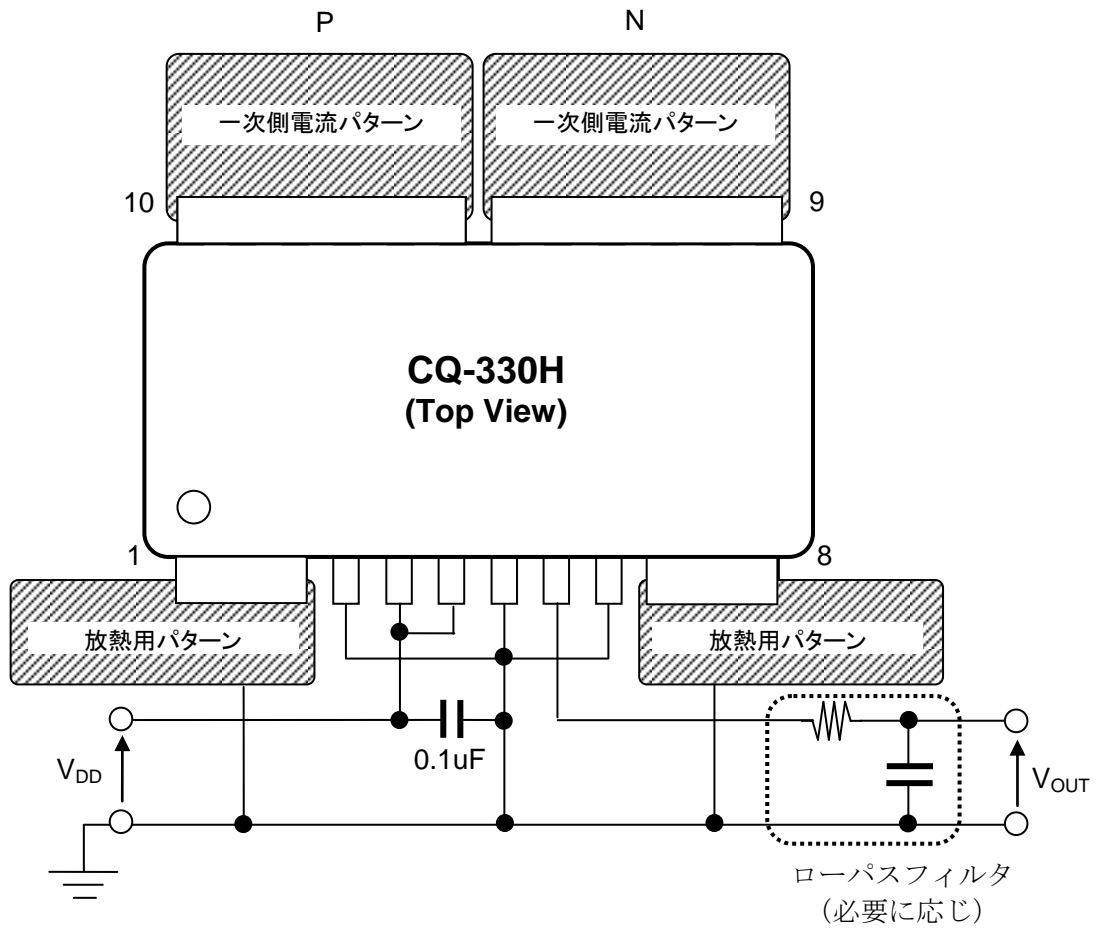 P
N
一次側電流パターン
一次側電流パターン
10
9
CQ-330H
(Top View)
1
8
放熱用パターン
放熱用パターン
0.1uF
VDD
VOUT
ローパスフィルタ
(必要に応じ)